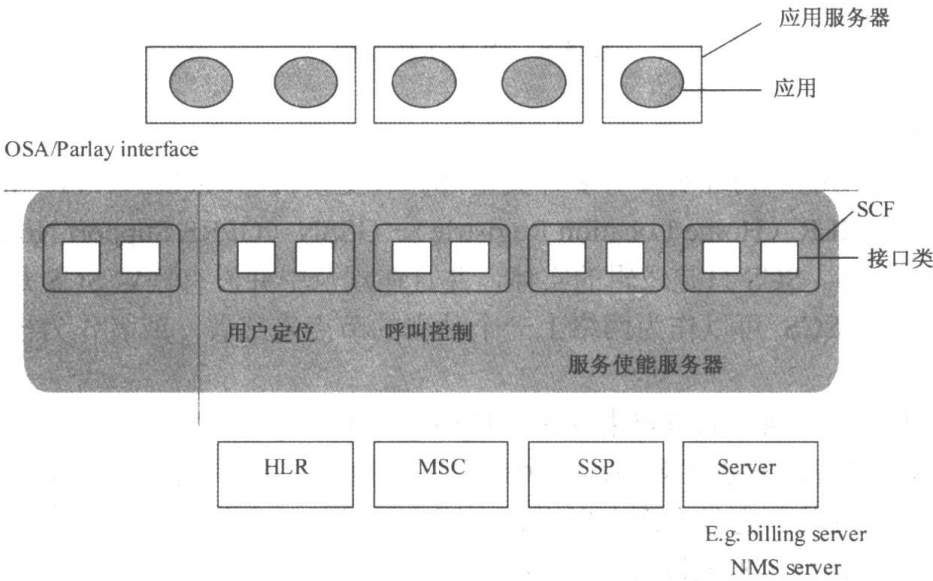 应用服务器
应用
OSA/Parlay interface
SCF
接口类
用户定位
呼叫控制
服务使能服务器
HLR
MSC
SSP
Server
E.g. billing server
NMS server